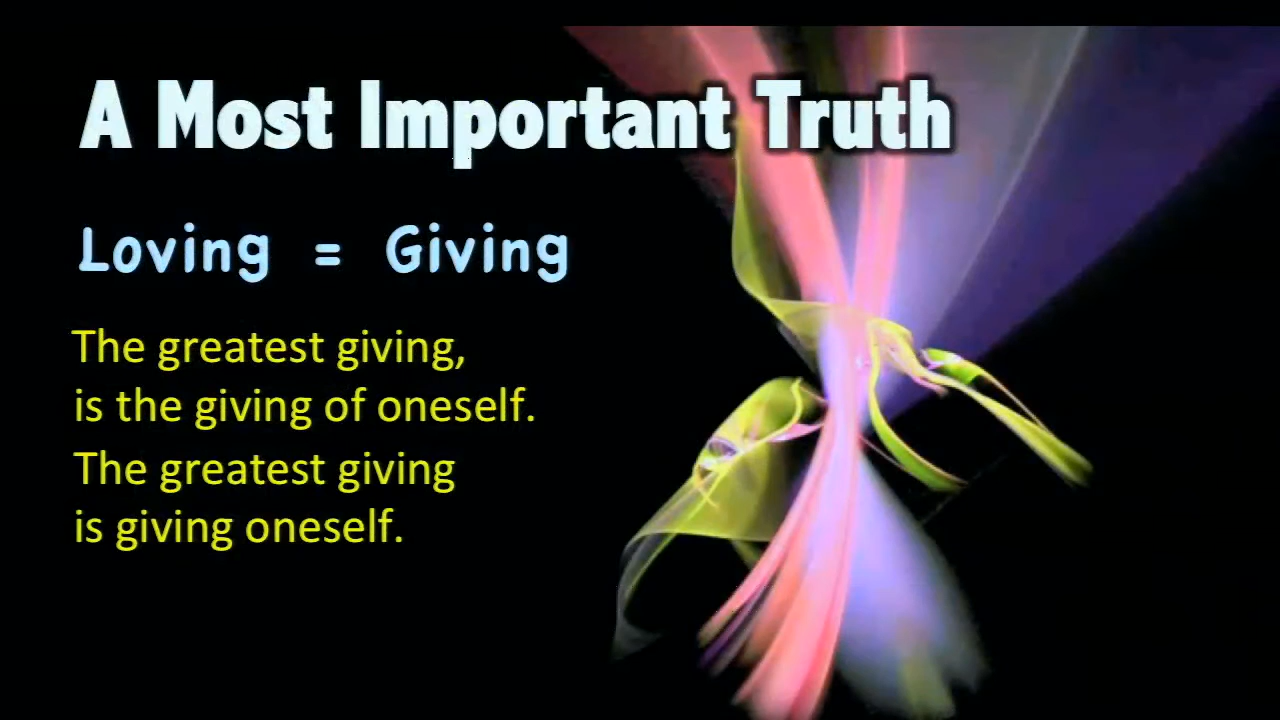 A Most Important Truth
Loving = Giving
The greatest giving,
is the giving of oneself.
The greatest giving
is giving oneself.